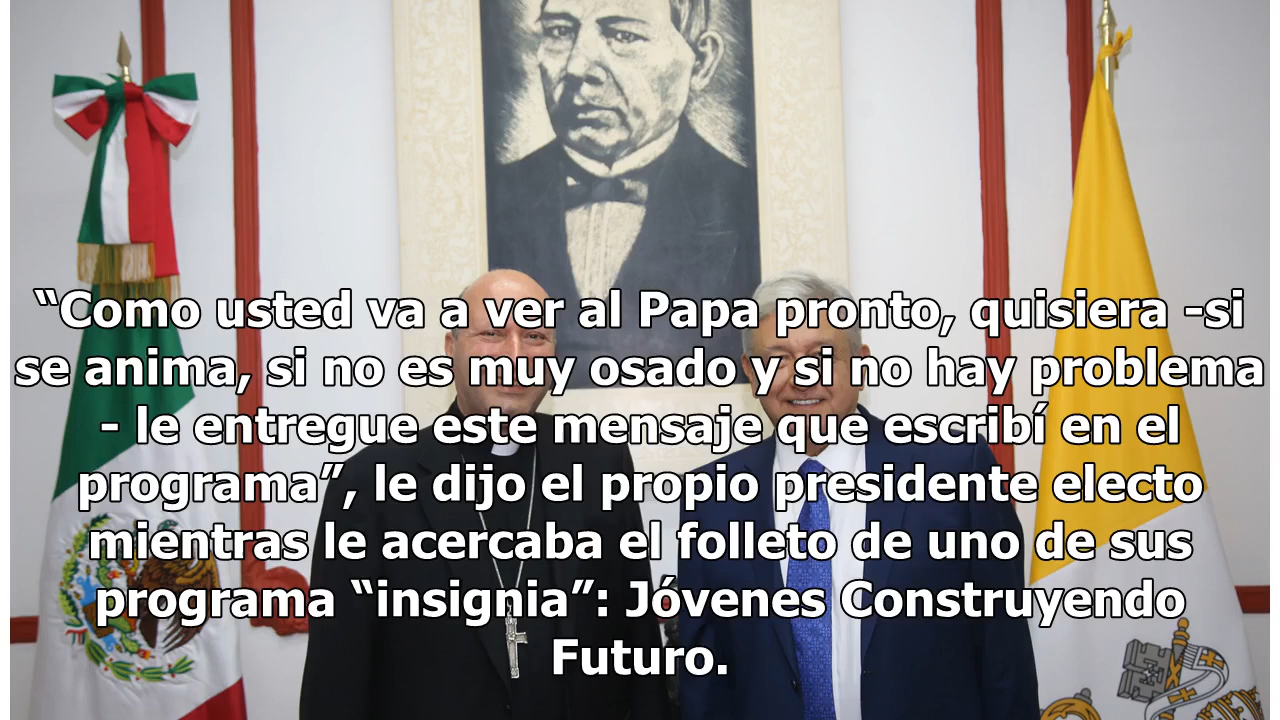 “Como usted va a ver al Papa pronto, quisiera -si
se anima, si no es muy osado y si no hay problema
- le entregue este mensaje que escribí en el
programa”, le dijo el propio presidente electo
mientras le acercaba el folleto de uno de sus
programa “insignia”: Jóvenes Construyendo
Futuro.